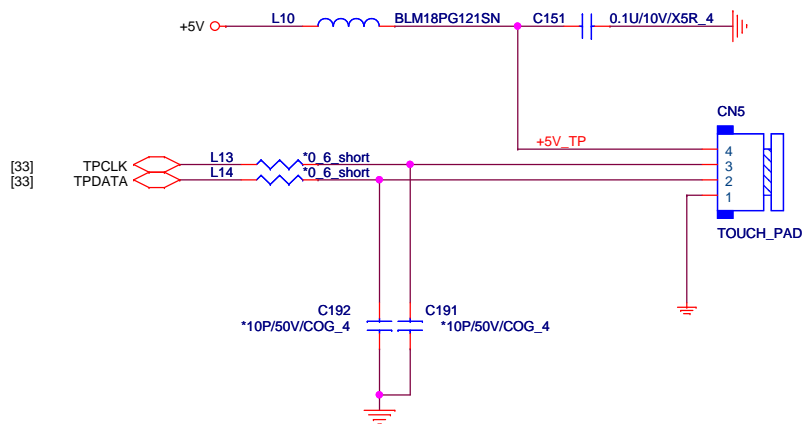 +5V L10 BLM18PG121SN C151 0.1U/10V/X5R_4
CN5
+5V_TP
4
[33] TPCLK L13 *0_6_short 3
[33] TPDATA L14 *0_6_short 2
1
TOUCH_PAD
C192 C191
*10P/50V/COG_4 *10P/50V/COG_4